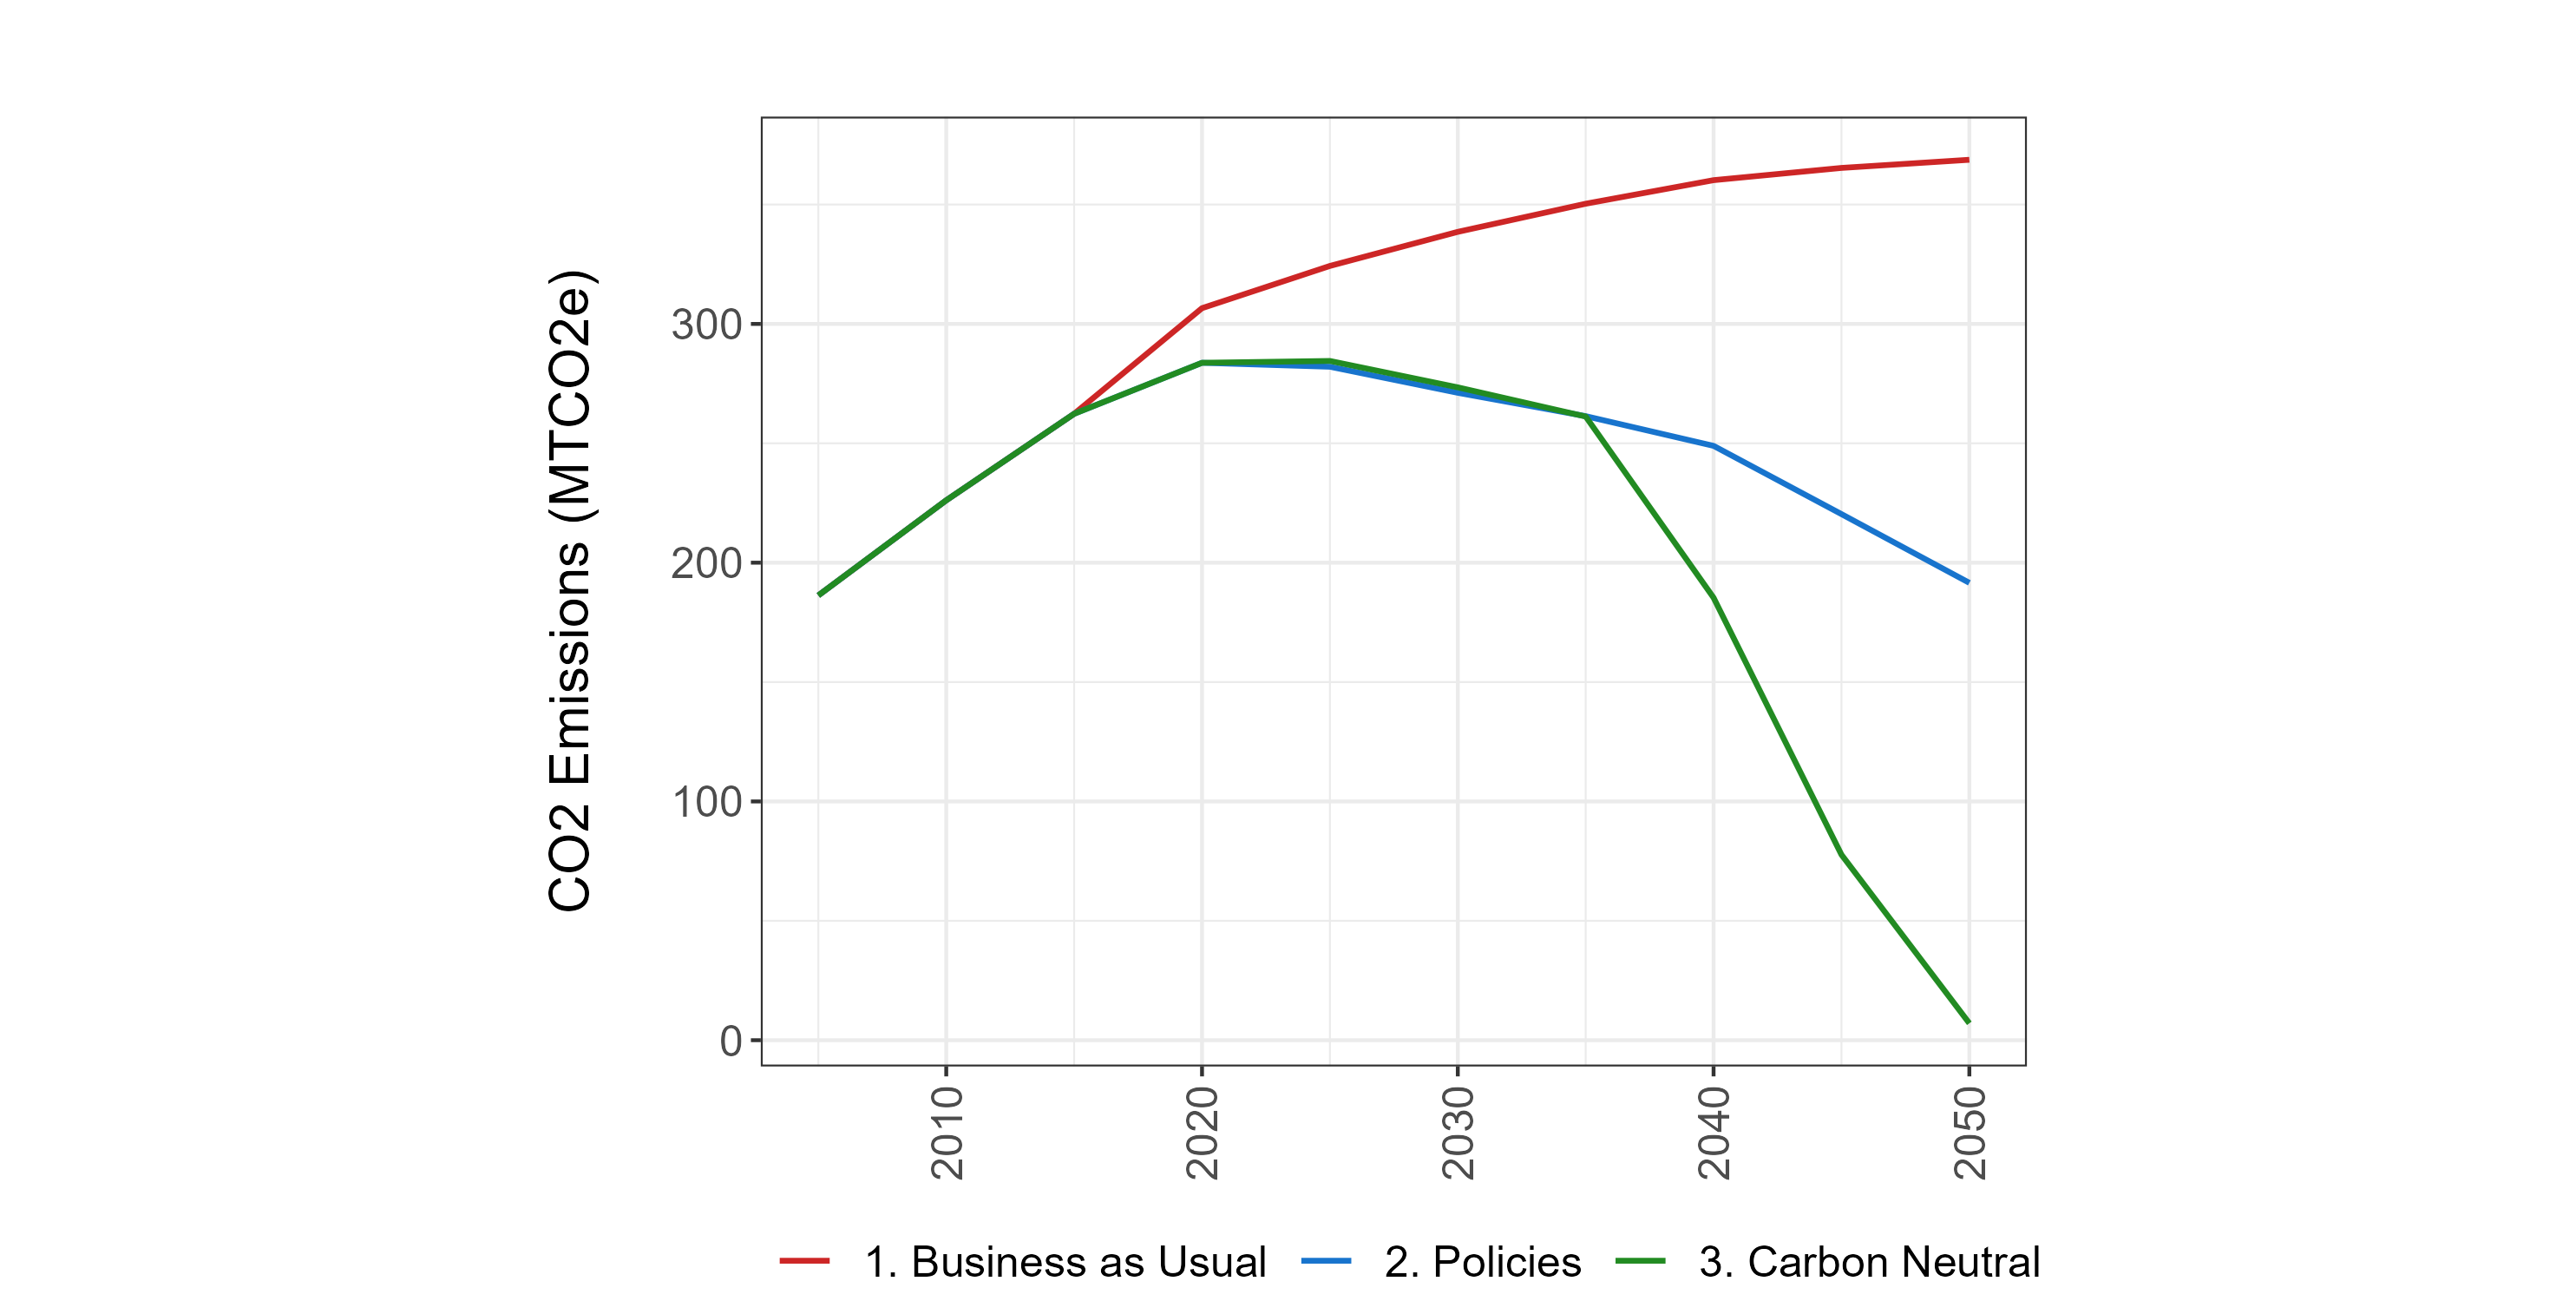 CO2 Emissions (MTCO2e)
300
200
100
0
2010
2020
2030
2040
2050
1. Business as Usual
2. Policies
3. Carbon Neutral